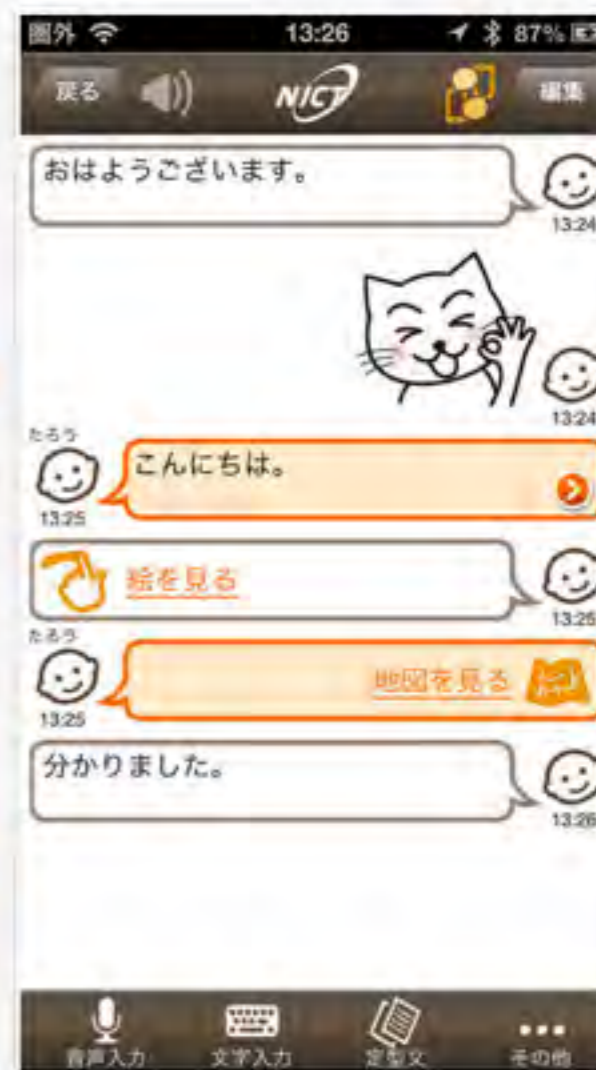 圏外 13:26 87%
戻る NICT 編集
おはようございます。
13:24
13:24
たろう
こんにちは。
13:25
絵を見る
13:25
たろう
地図を見る
13:25
分かりました。
13:26
音声入力 文字入力 定型文 その他